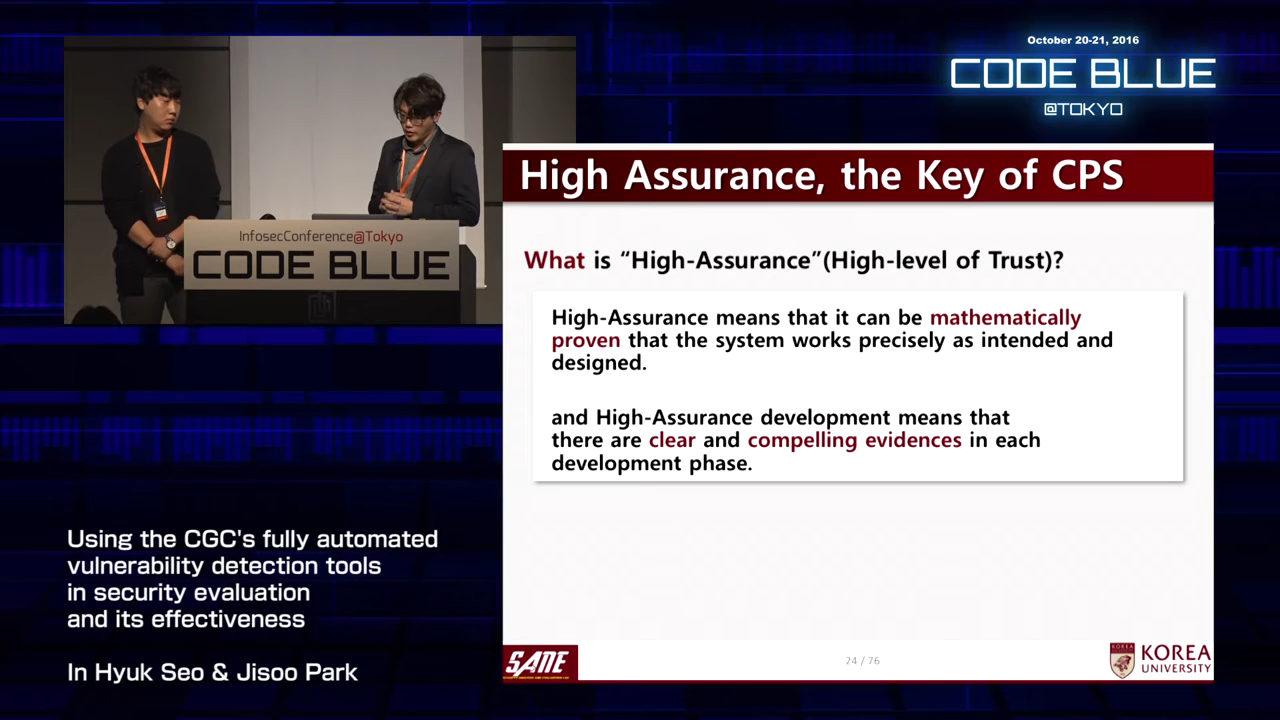 October 20-21, 2016
CODE BLUE
@TOKYO
InfosecConference@Tokyo
CODE BLUE
High Assurance, the Key of CPS
What is “High-Assurance”(High-level of Trust)?
High-Assurance means that it can be mathematically
proven that the system works precisely as intended and
designed.
and High-Assurance development means that
there are clear and compelling evidences in each
development phase.
Using the CGC's fully automated
vulnerability detection tools
in security evaluation
and its effectiveness
In Hyuk Seo & Jisoo Park
SANE
24 / 76
KOREA
UNIVERSITY